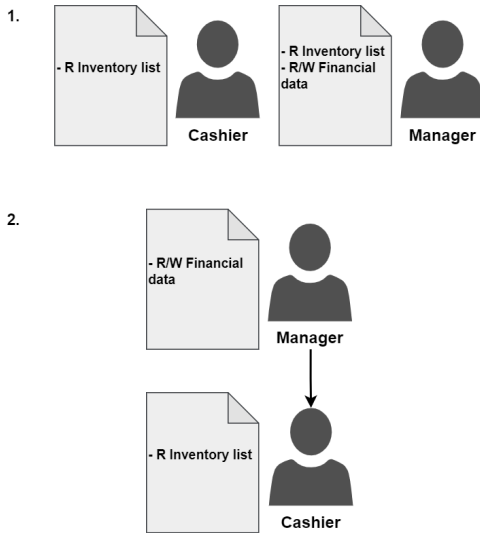 1.
- R Inventory list
Cashier
- R Inventory list
- R/W Financial
data
Manager
2.
- R/W Financial
data
Manager
- R Inventory list
Cashier